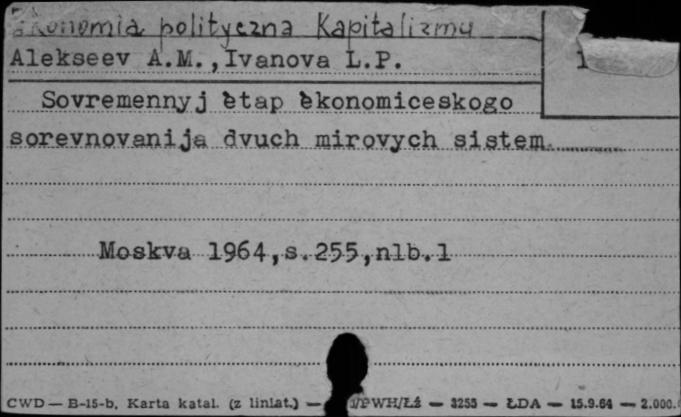 Ekonomia polityczna Kapitalizmu
Alekseev A.M.,Ivanova L.P.
Sovremennyj ètap èkonomiceskogo
sorevnovanija dvuch mirovych sistem.
Moskva 1964,s.255,nlb.1
CWD — B-15-b, Karta katal. (z liniat.) — /PWH/Łź — 3253 — ŁDA — 15.9.64 — 2.000.